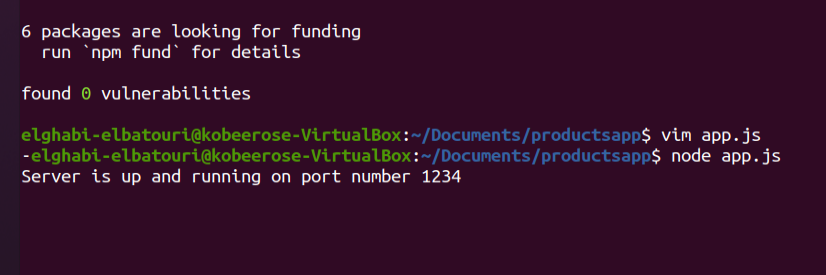 6 packages are looking for funding
  run `npm fund` for details
found 0 vulnerabilities
elghabi-elbatouri@kobeerose-VirtualBox:~/Documents/productsapp$ vim app.js
-elghabi-elbatouri@kobeerose-VirtualBox:~/Documents/productsapp$ node app.js
Server is up and running on port number 1234